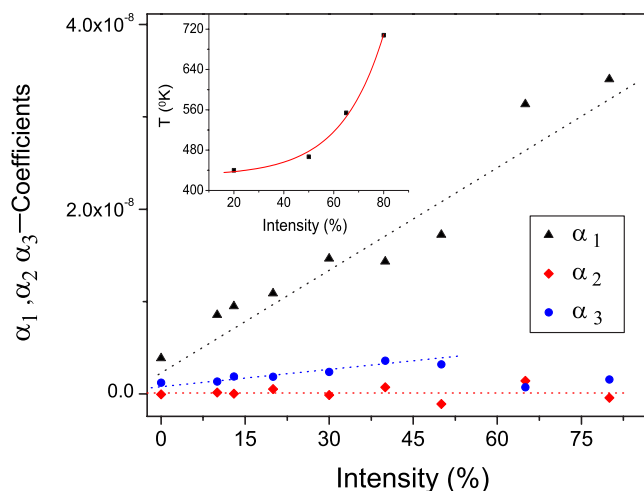 4.0x10⁻⁸
2.0x10⁻⁸
0.0
α₁ ,α₂ α₃—Coefficients
0 15 30 45 60 75
Intensity (%)
720
560
480
400
T (⁰K)
20 40 60 80
Intensity (%)
α ₁
α ₂
α ₃